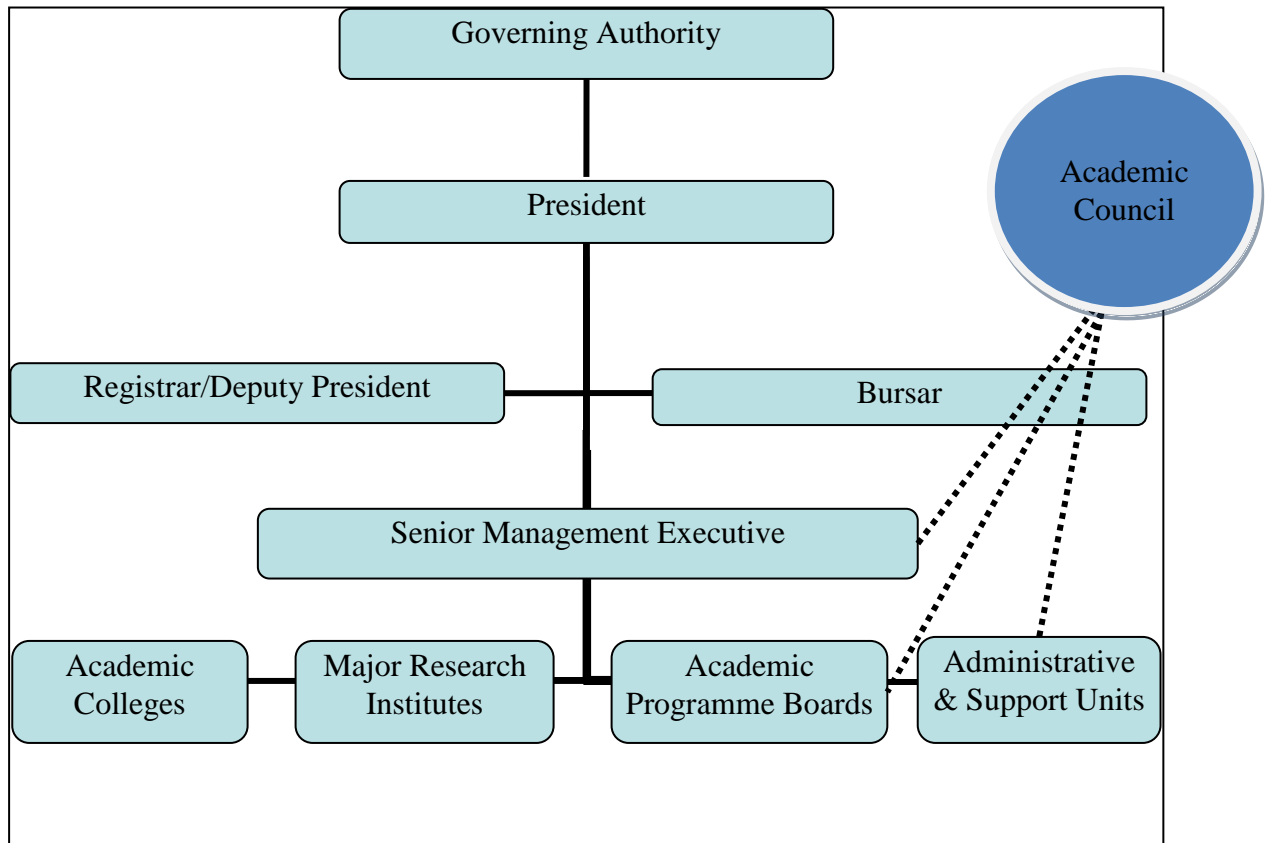 Governing Authority
Academic
Council
President
Registrar/Deputy President
Bursar
Senior Management Executive
Academic
Colleges
Major Research
Institutes
Academic
Programme Boards
Administrative
& Support Units